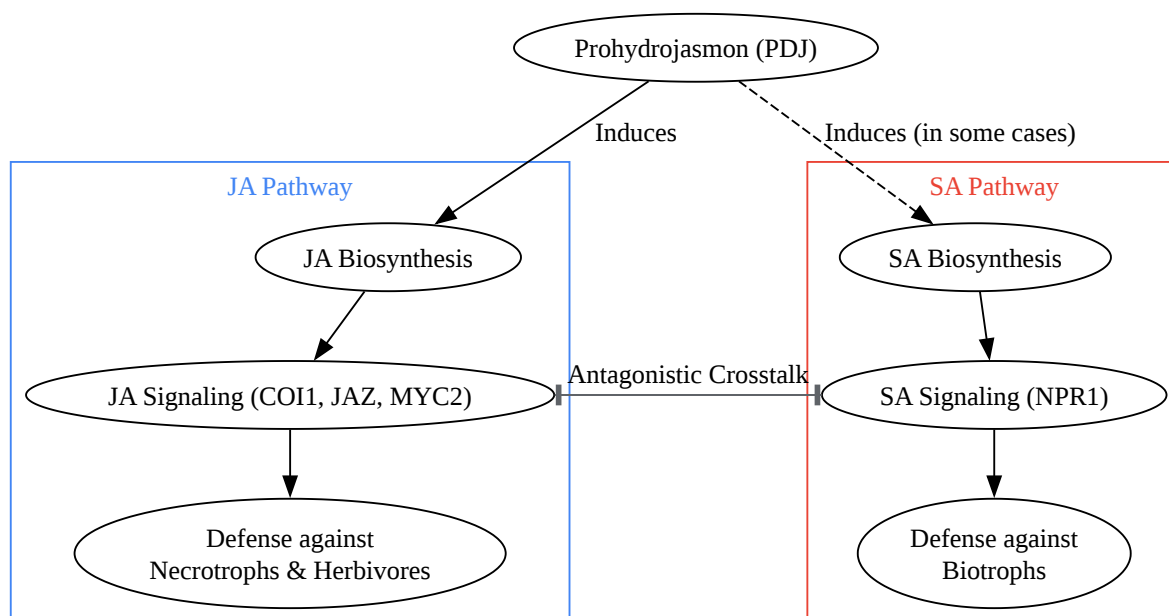 Prohydrojasmon (PDJ)
Induces
Induces (in some cases)
JA Pathway
SA Pathway
JA Biosynthesis
SA Biosynthesis
Antagonistic Crosstalk
JA Signaling (COI1, JAZ, MYC2)
SA Signaling (NPR1)
Defense against
Necrotrophs & Herbivores
Defense against
Biotrophs